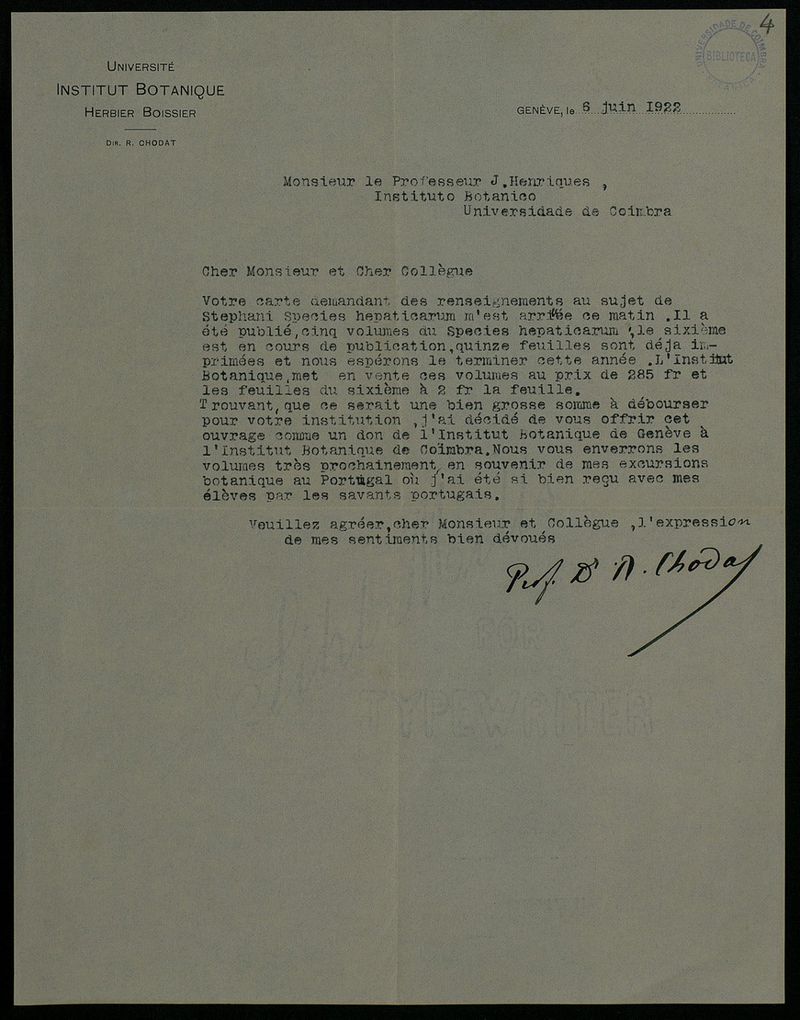 4
UNIVERSIDADE DE COIMBRA
BIBLIOTECA
BOTANICA
UNIVERSITÉ
INSTITUT BOTANIQUE
HERBIER BOISSIER
DIR. R. CHODAT
GENÈVE, le 6 juin 1922
Monsieur le Professeur J.Henriques ,
Instituto Botanico
Universidade de Coimbra
Cher Monsieur et Cher Collègue
Votre carte demandant des renseignements au sujet de
Stephani Species hepaticarum m'est arrivée ce matin .Il a
été publié,cinq volumes du Species hepaticarum ,le sixième
est en cours de publication,quinze feuilles sont déja im-
primées et nous espérons le terminer cette année .L'Institut
Botanique,met en vente ces volumes au prix de 285 fr et
les feuilles du sixième à 2 fr la feuille.
Trouvant,que ce serait une bien grosse somme à débourser
pour votre institution ,j'ai décidé de vous offrir cet
ouvrage comme un don de l'Institut Botanique de Genève à
l'Institut Botanique de Coïmbra.Nous vous enverrons les
volumes très prochainement, en souvenir de mes excursions
botanique au Portugal où j'ai été si bien reçu avec mes
élèves par les savants portugais.
Veuillez agréer,cher Monsieur et Collègue ,l'expression
de mes sentiments bien dévoués
Prof. Dr R. Chodat
TYPEWRITER